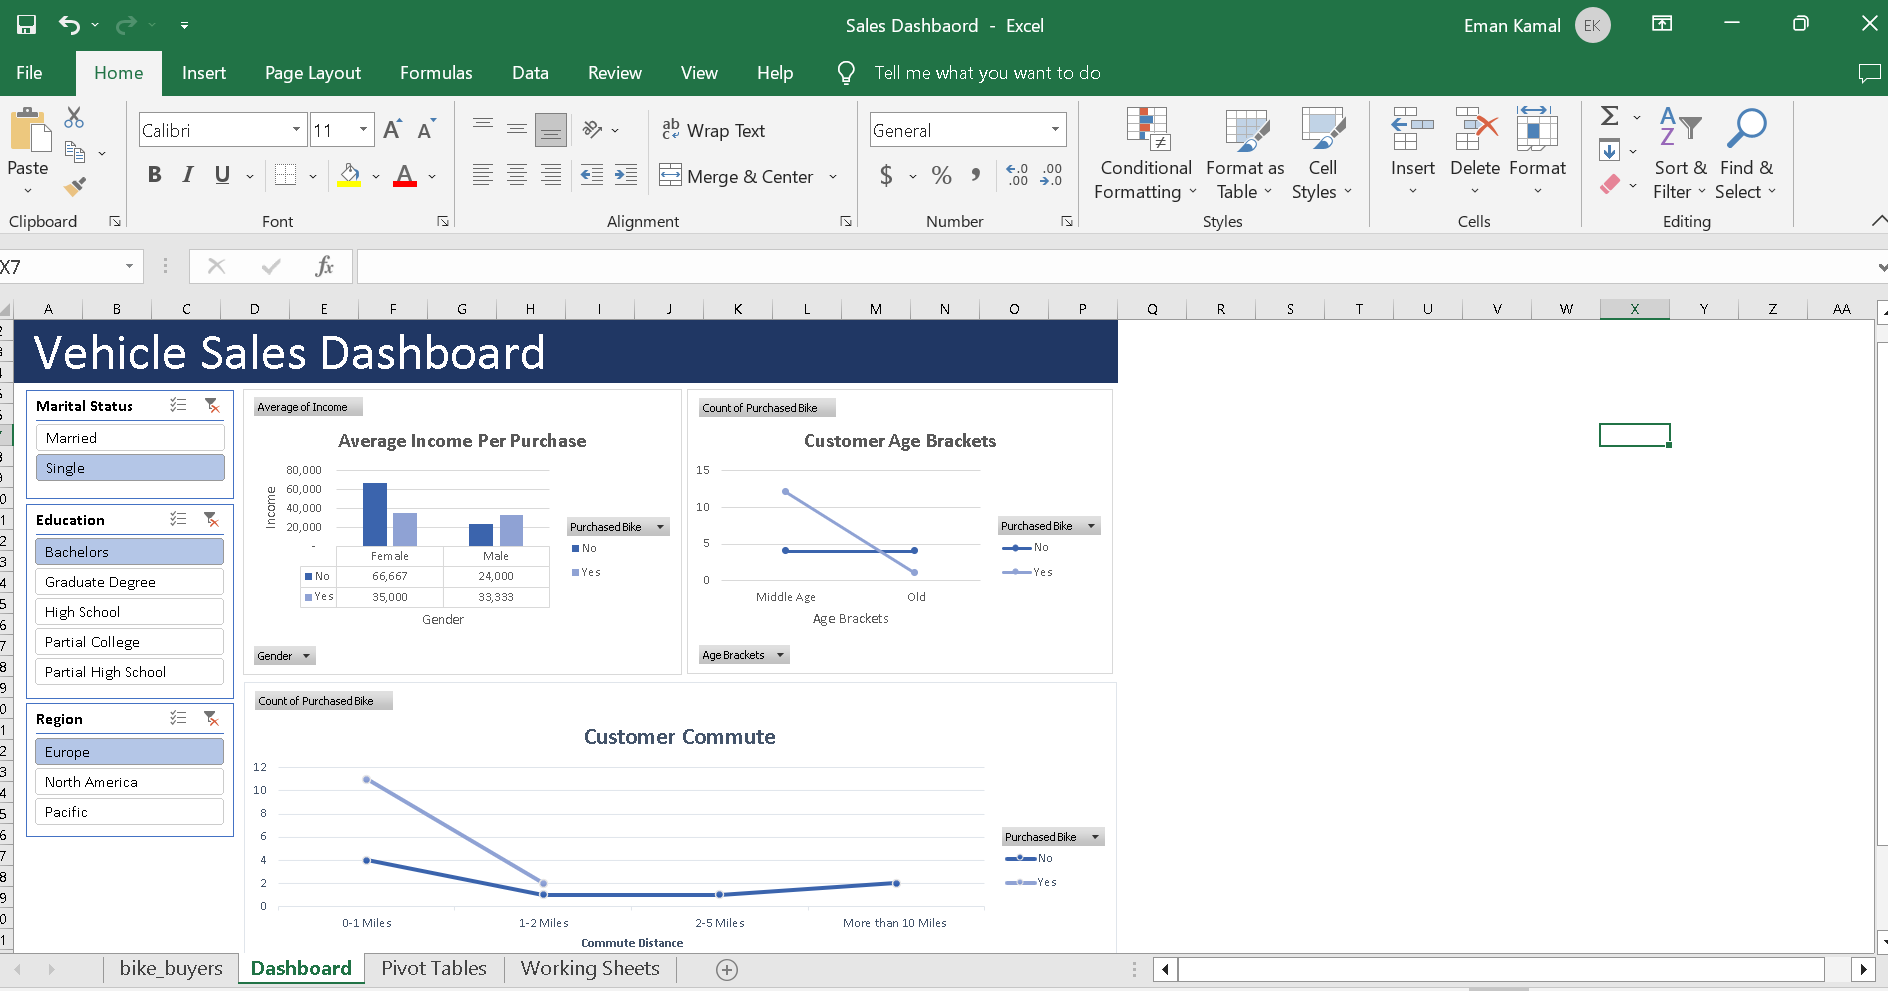 Sales Dashbaord - Excel
Eman Kamal EK
File Home Insert Page Layout Formulas Data Review View Help Tell me what you want to do
Calibri 11 ab c Wrap Text General
Paste B I U A Merge & Center $ % , .0 .00 .00 .0
Conditional Formatting Format as Table Cell Styles Insert Delete Format Sort & Filter Find & Select
Clipboard Font Alignment Number Styles Cells Editing
X7 fx
A B C D E F G H I J K L M N O P Q R S T U V W X Y Z AA
Vehicle Sales Dashboard
Marital Status
Married
Single
Education
Bachelors
Graduate Degree
High School
Partial College
Partial High School
Region
Europe
North America
Pacific
Average of Income
Average Income Per Purchase
80,000
60,000
40,000
20,000
-
Income
Female Male
No 66,667 24,000
Yes 35,000 33,333
Gender
Purchased Bike
No
Yes
Gender
Count of Purchased Bike
Customer Age Brackets
15
10
5
0
Middle Age Old
Age Brackets
Purchased Bike
No
Yes
Age Brackets
Count of Purchased Bike
Customer Commute
12
10
8
6
4
2
0
0-1 Miles 1-2 Miles 2-5 Miles More than 10 Miles
Commute Distance
Purchased Bike
No
Yes
bike_buyers Dashboard Pivot Tables Working Sheets